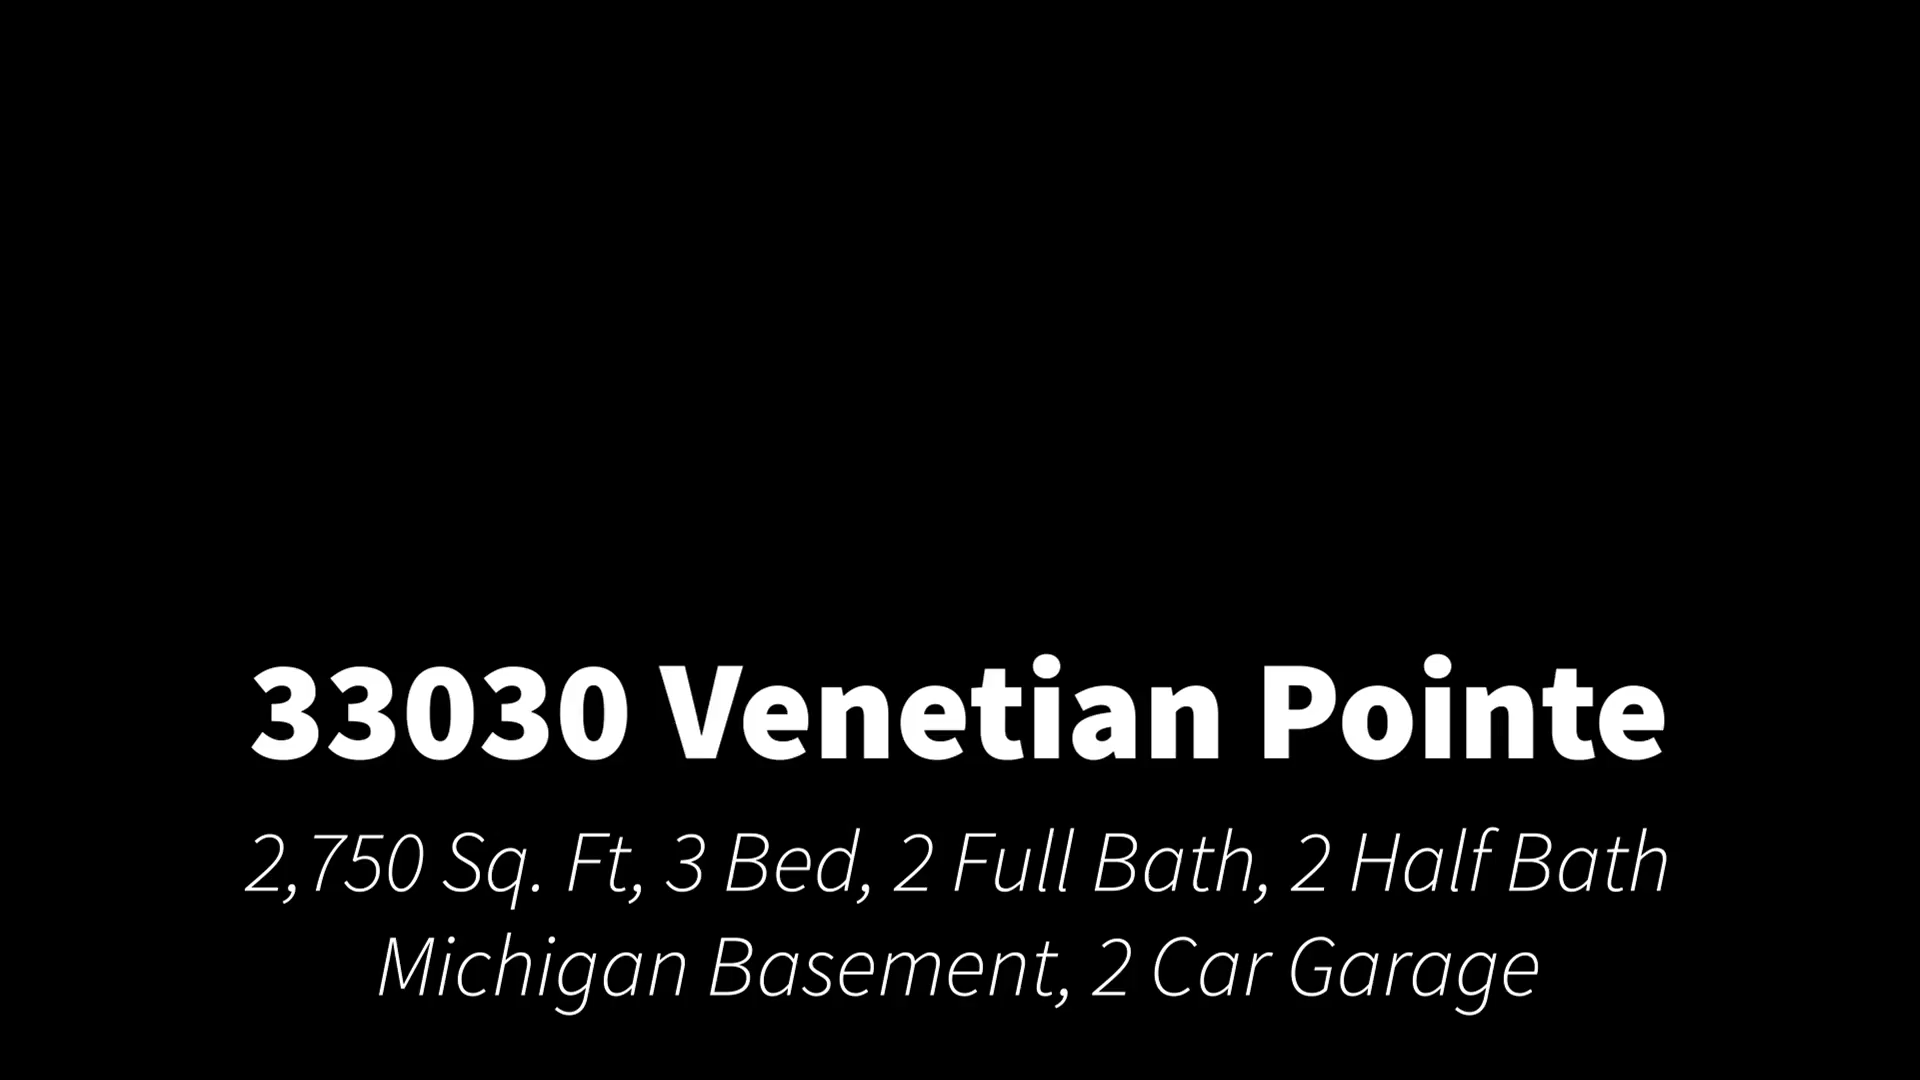 33030 Venetian Pointe
2,750 Sq. Ft, 3 Bed, 2 Full Bath, 2 Half Bath
Michigan Basement, 2 Car Garage